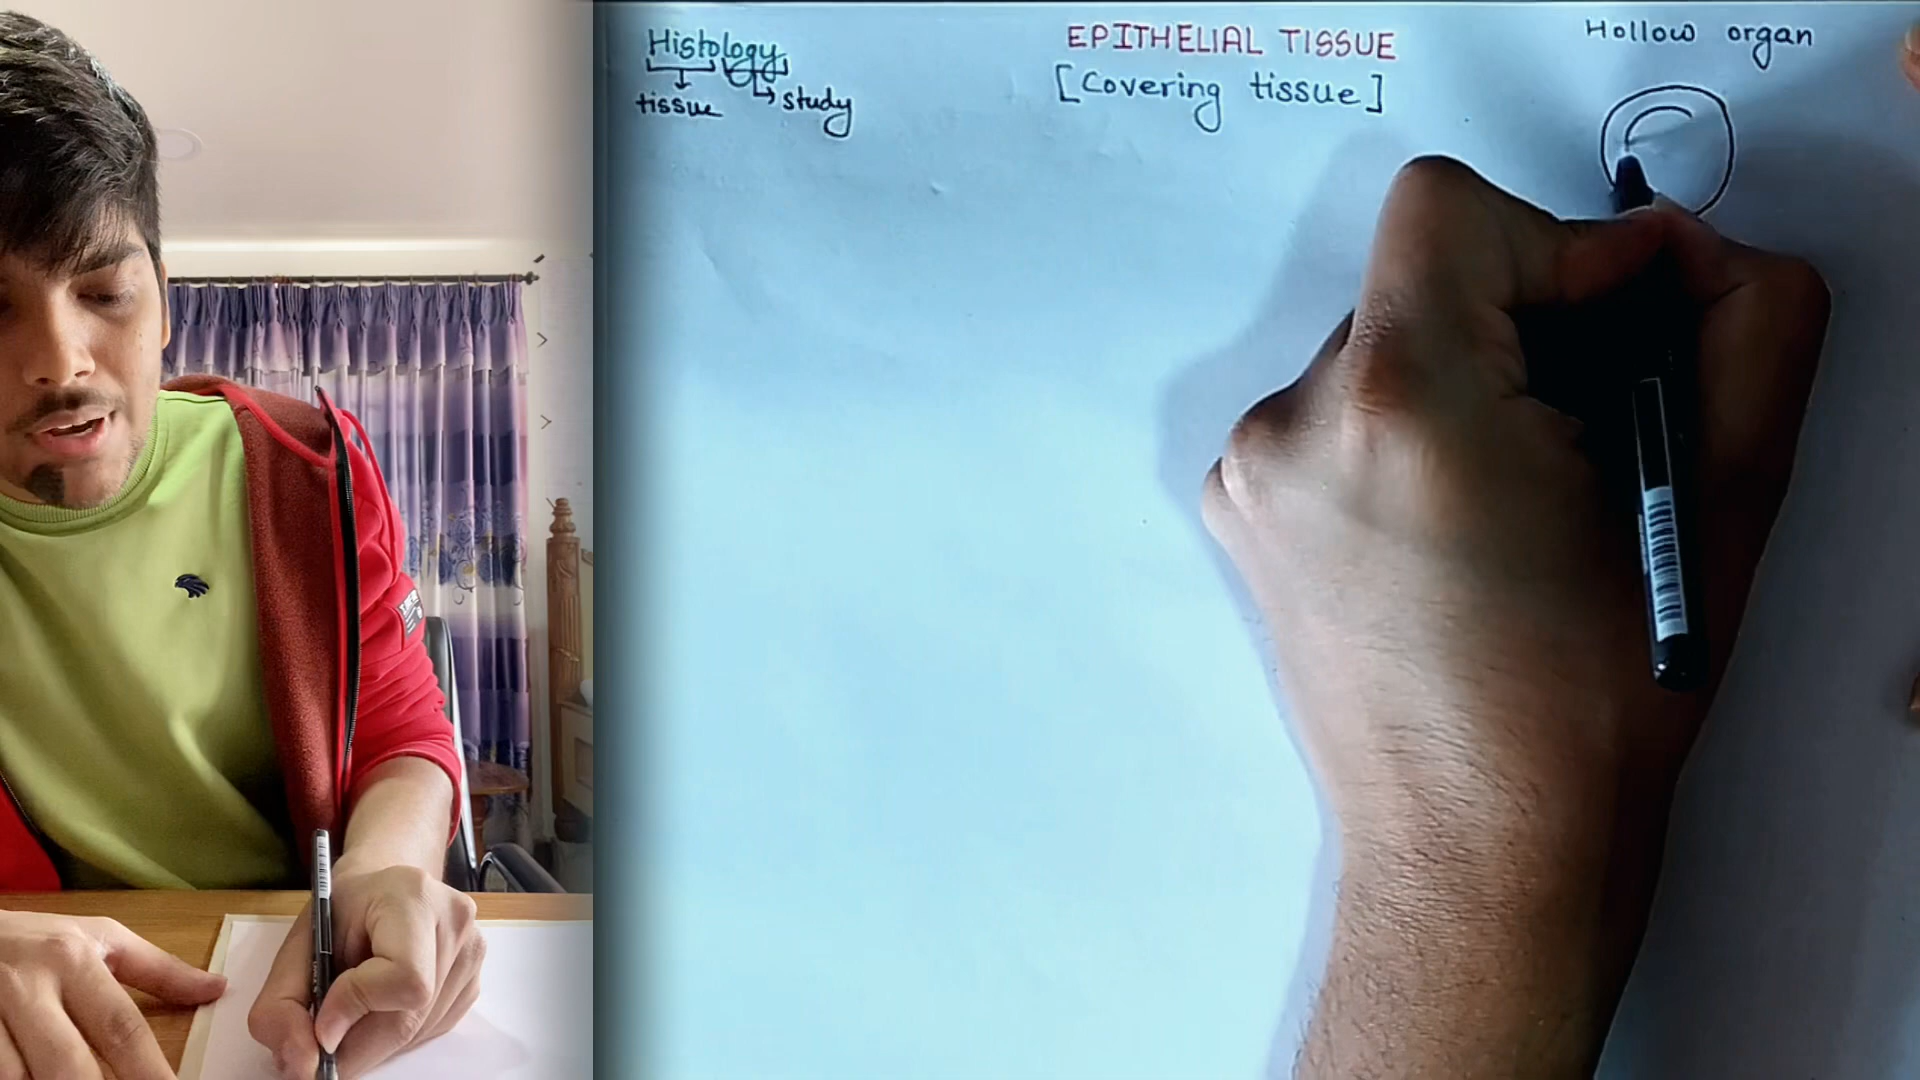 Histology
tissue
study
EPITHELIAL TISSUE
[Covering tissue]
Hollow organ